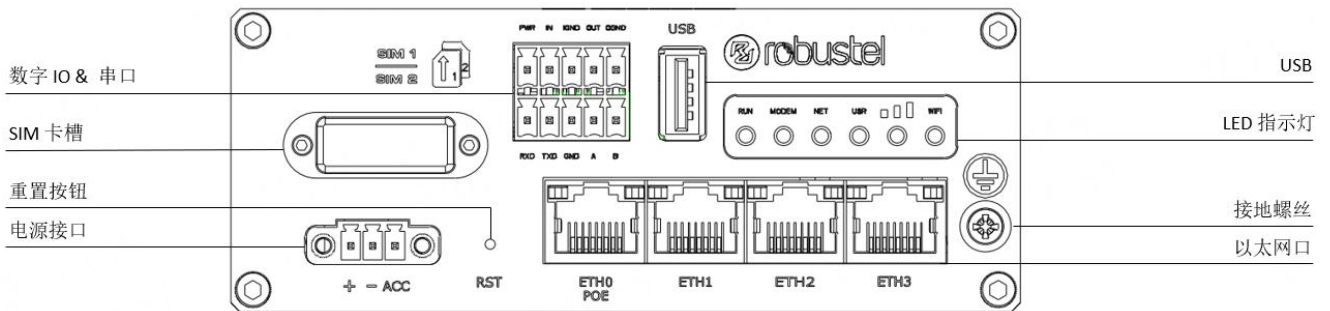 PWR IN IGND OUT OGND
USB
robustel
SIM 1
SIM 2
1
2
数字 IO & 串口
USB
RUN MODEM NET USR WIFI
SIM 卡槽
LED 指示灯
RXD TXD GND A B
重置按钮
电源接口
接地螺丝
以太网口
+ - ACC
RST
ETH0
POE
ETH1
ETH2
ETH3